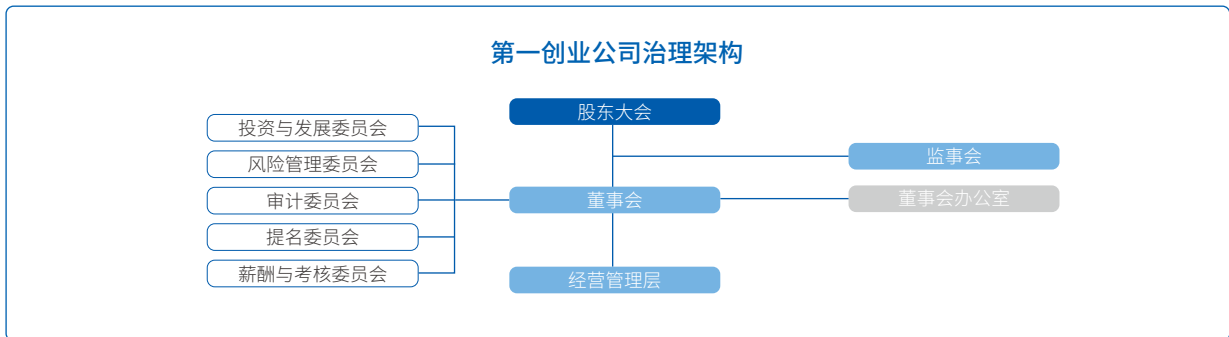 第一创业公司治理架构
股东大会
投资与发展委员会
风险管理委员会
监事会
审计委员会
董事会
董事会办公室
提名委员会
薪酬与考核委员会
经营管理层